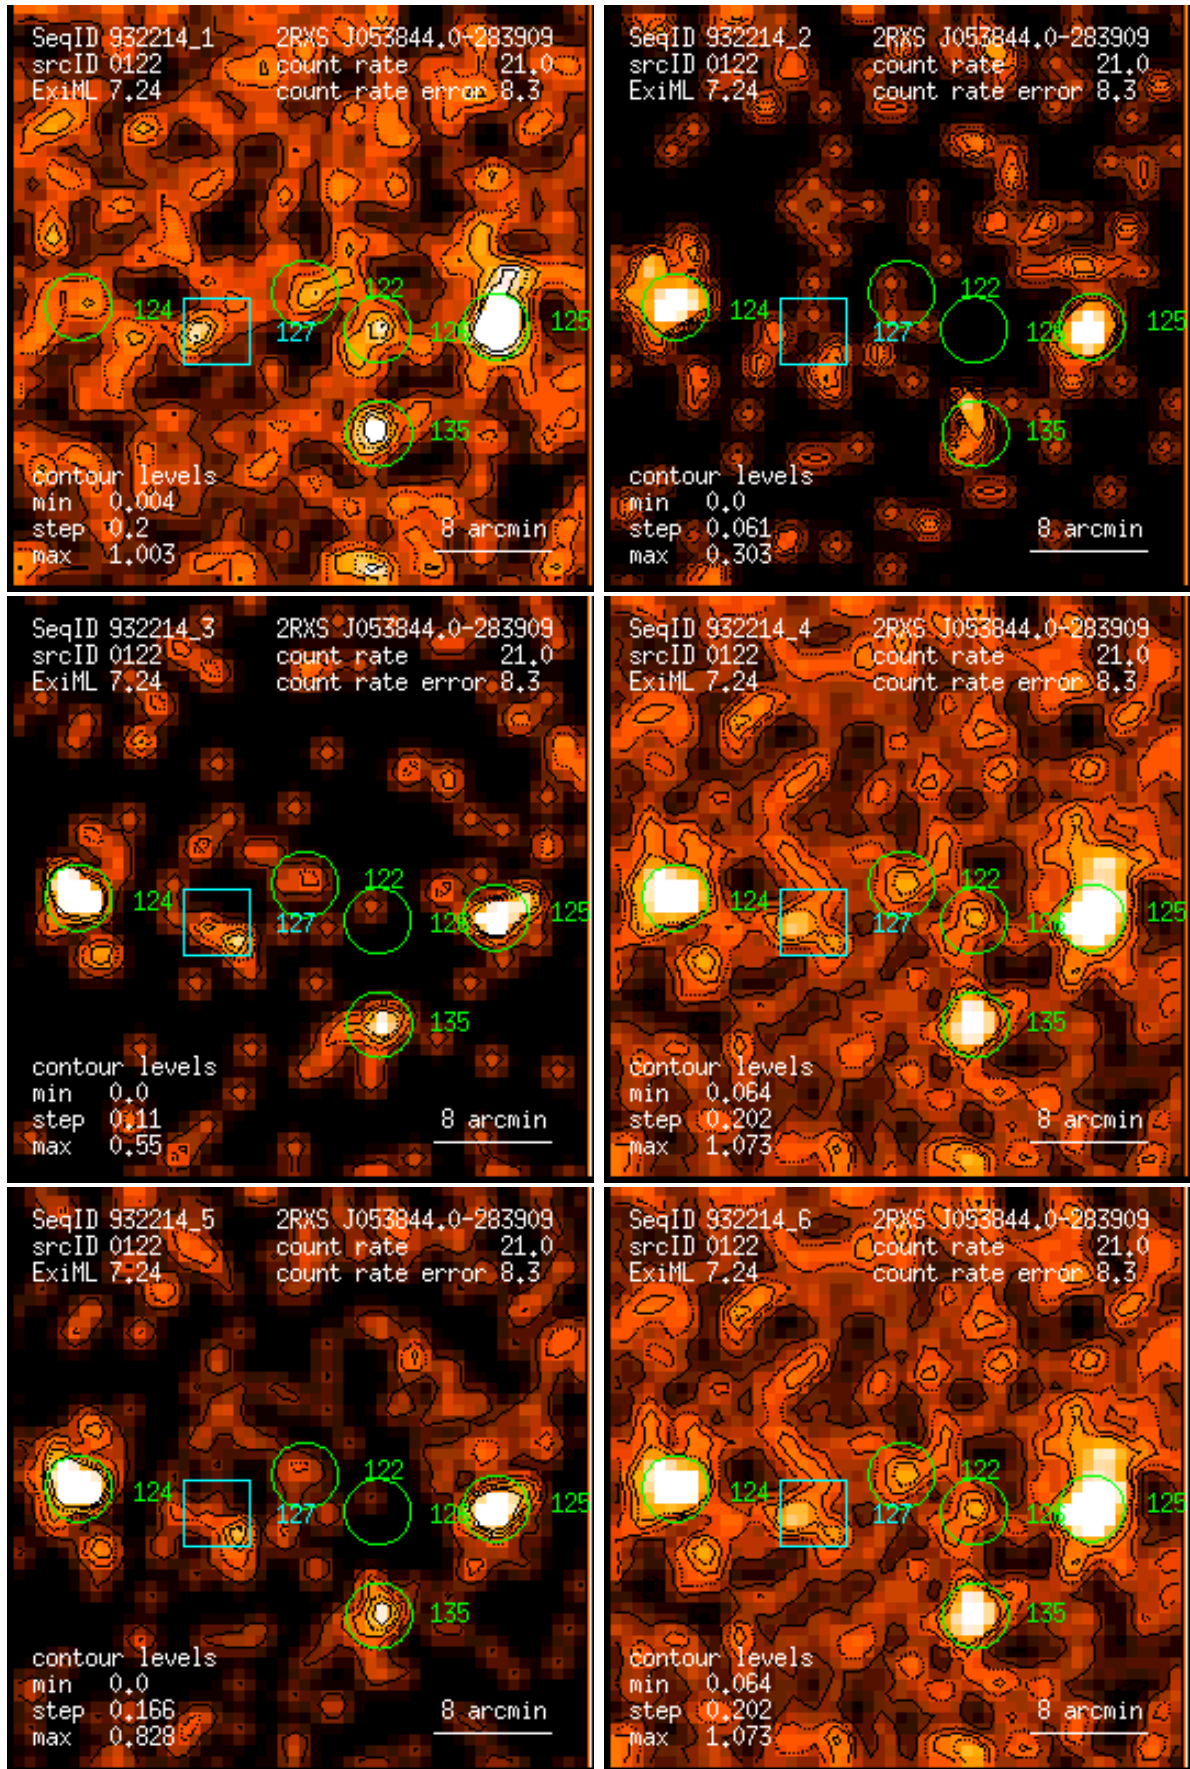 SeqID 932214_1 2RXS J053844.0-283909
srcID 0122 count rate 21.0
ExiML 7.24 count rate error 8.3
122
124
127
126
125
135
contour levels
min 0.004
step 0.2
max 1.003
8 arcmin
SeqID 932214_2 2RXS J053844.0-283909
srcID 0122 count rate 21.0
ExiML 7.24 count rate error 8.3
122
124
127
126
125
135
contour levels
min 0.0
step 0.061
max 0.303
8 arcmin
SeqID 932214_3 2RXS J053844.0-283909
srcID 0122 count rate 21.0
ExiML 7.24 count rate error 8.3
122
124
127
126
125
135
contour levels
min 0.0
step 0.11
max 0.55
8 arcmin
SeqID 932214_4 2RXS J053844.0-283909
srcID 0122 count rate 21.0
ExiML 7.24 count rate error 8.3
122
124
127
126
125
135
contour levels
min 0.064
step 0.202
max 1.073
8 arcmin
SeqID 932214_5 2RXS J053844.0-283909
srcID 0122 count rate 21.0
ExiML 7.24 count rate error 8.3
122
124
127
126
125
135
contour levels
min 0.0
step 0.166
max 0.828
8 arcmin
SeqID 932214_6 2RXS J053844.0-283909
srcID 0122 count rate 21.0
ExiML 7.24 count rate error 8.3
122
124
127
126
125
135
contour levels
min 0.064
step 0.202
max 1.073
8 arcmin